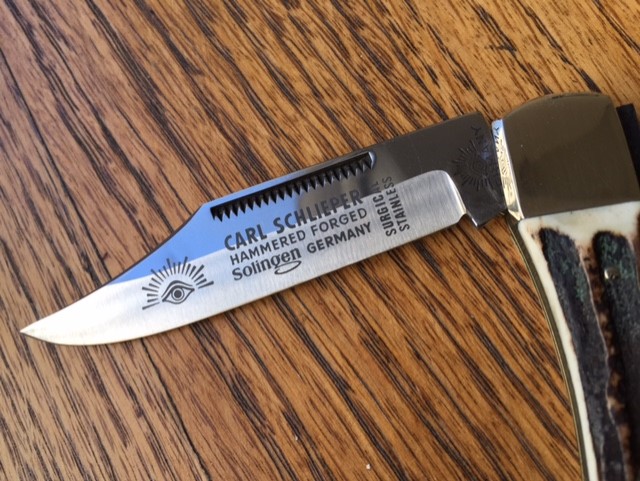 CARL SCHLIEPER
HAMMERED FORGED
Solingen GERMANY
SURGICAL
STAINLESS